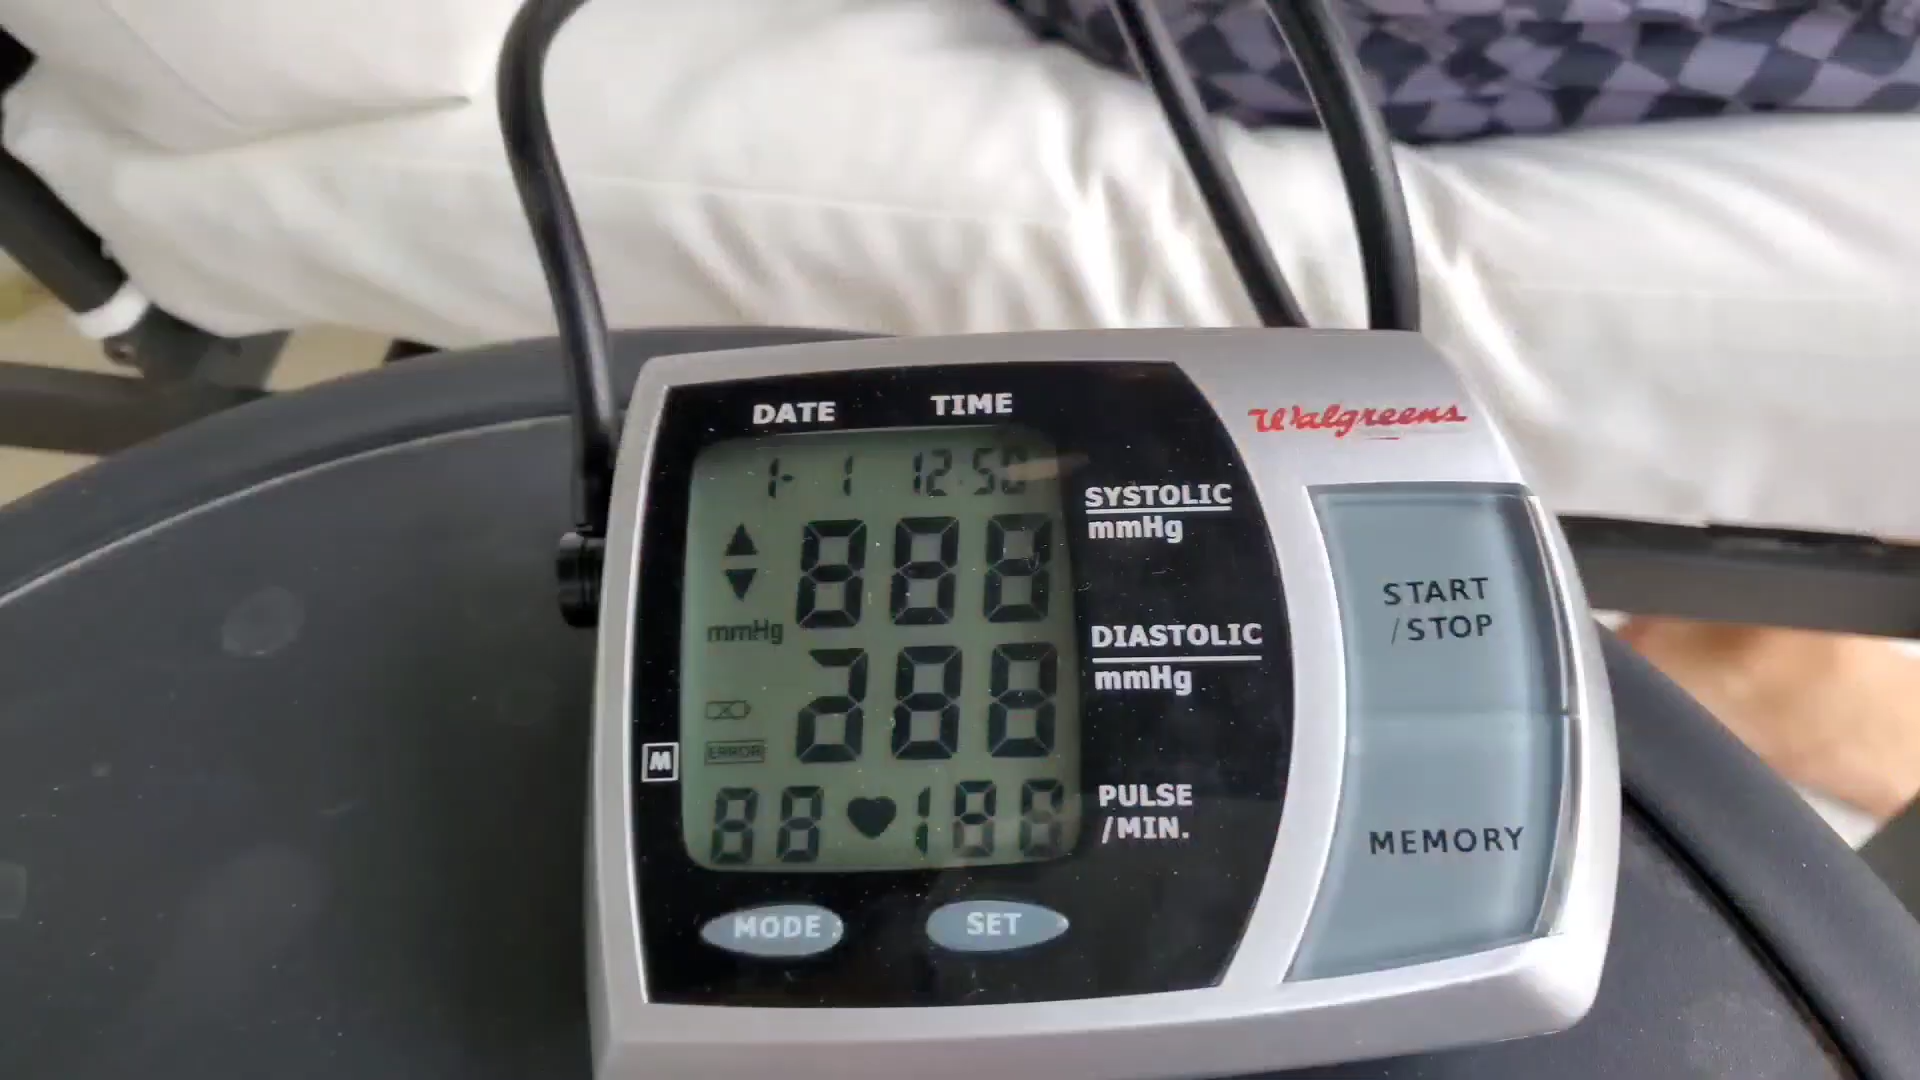 DATE TIME
1- 1 12:50
Walgreens
888
SYSTOLIC
mmHg
mmHg
288
DIASTOLIC
mmHg
ERROR
M
88 188
PULSE
/MIN.
START
/STOP
MEMORY
MODE SET